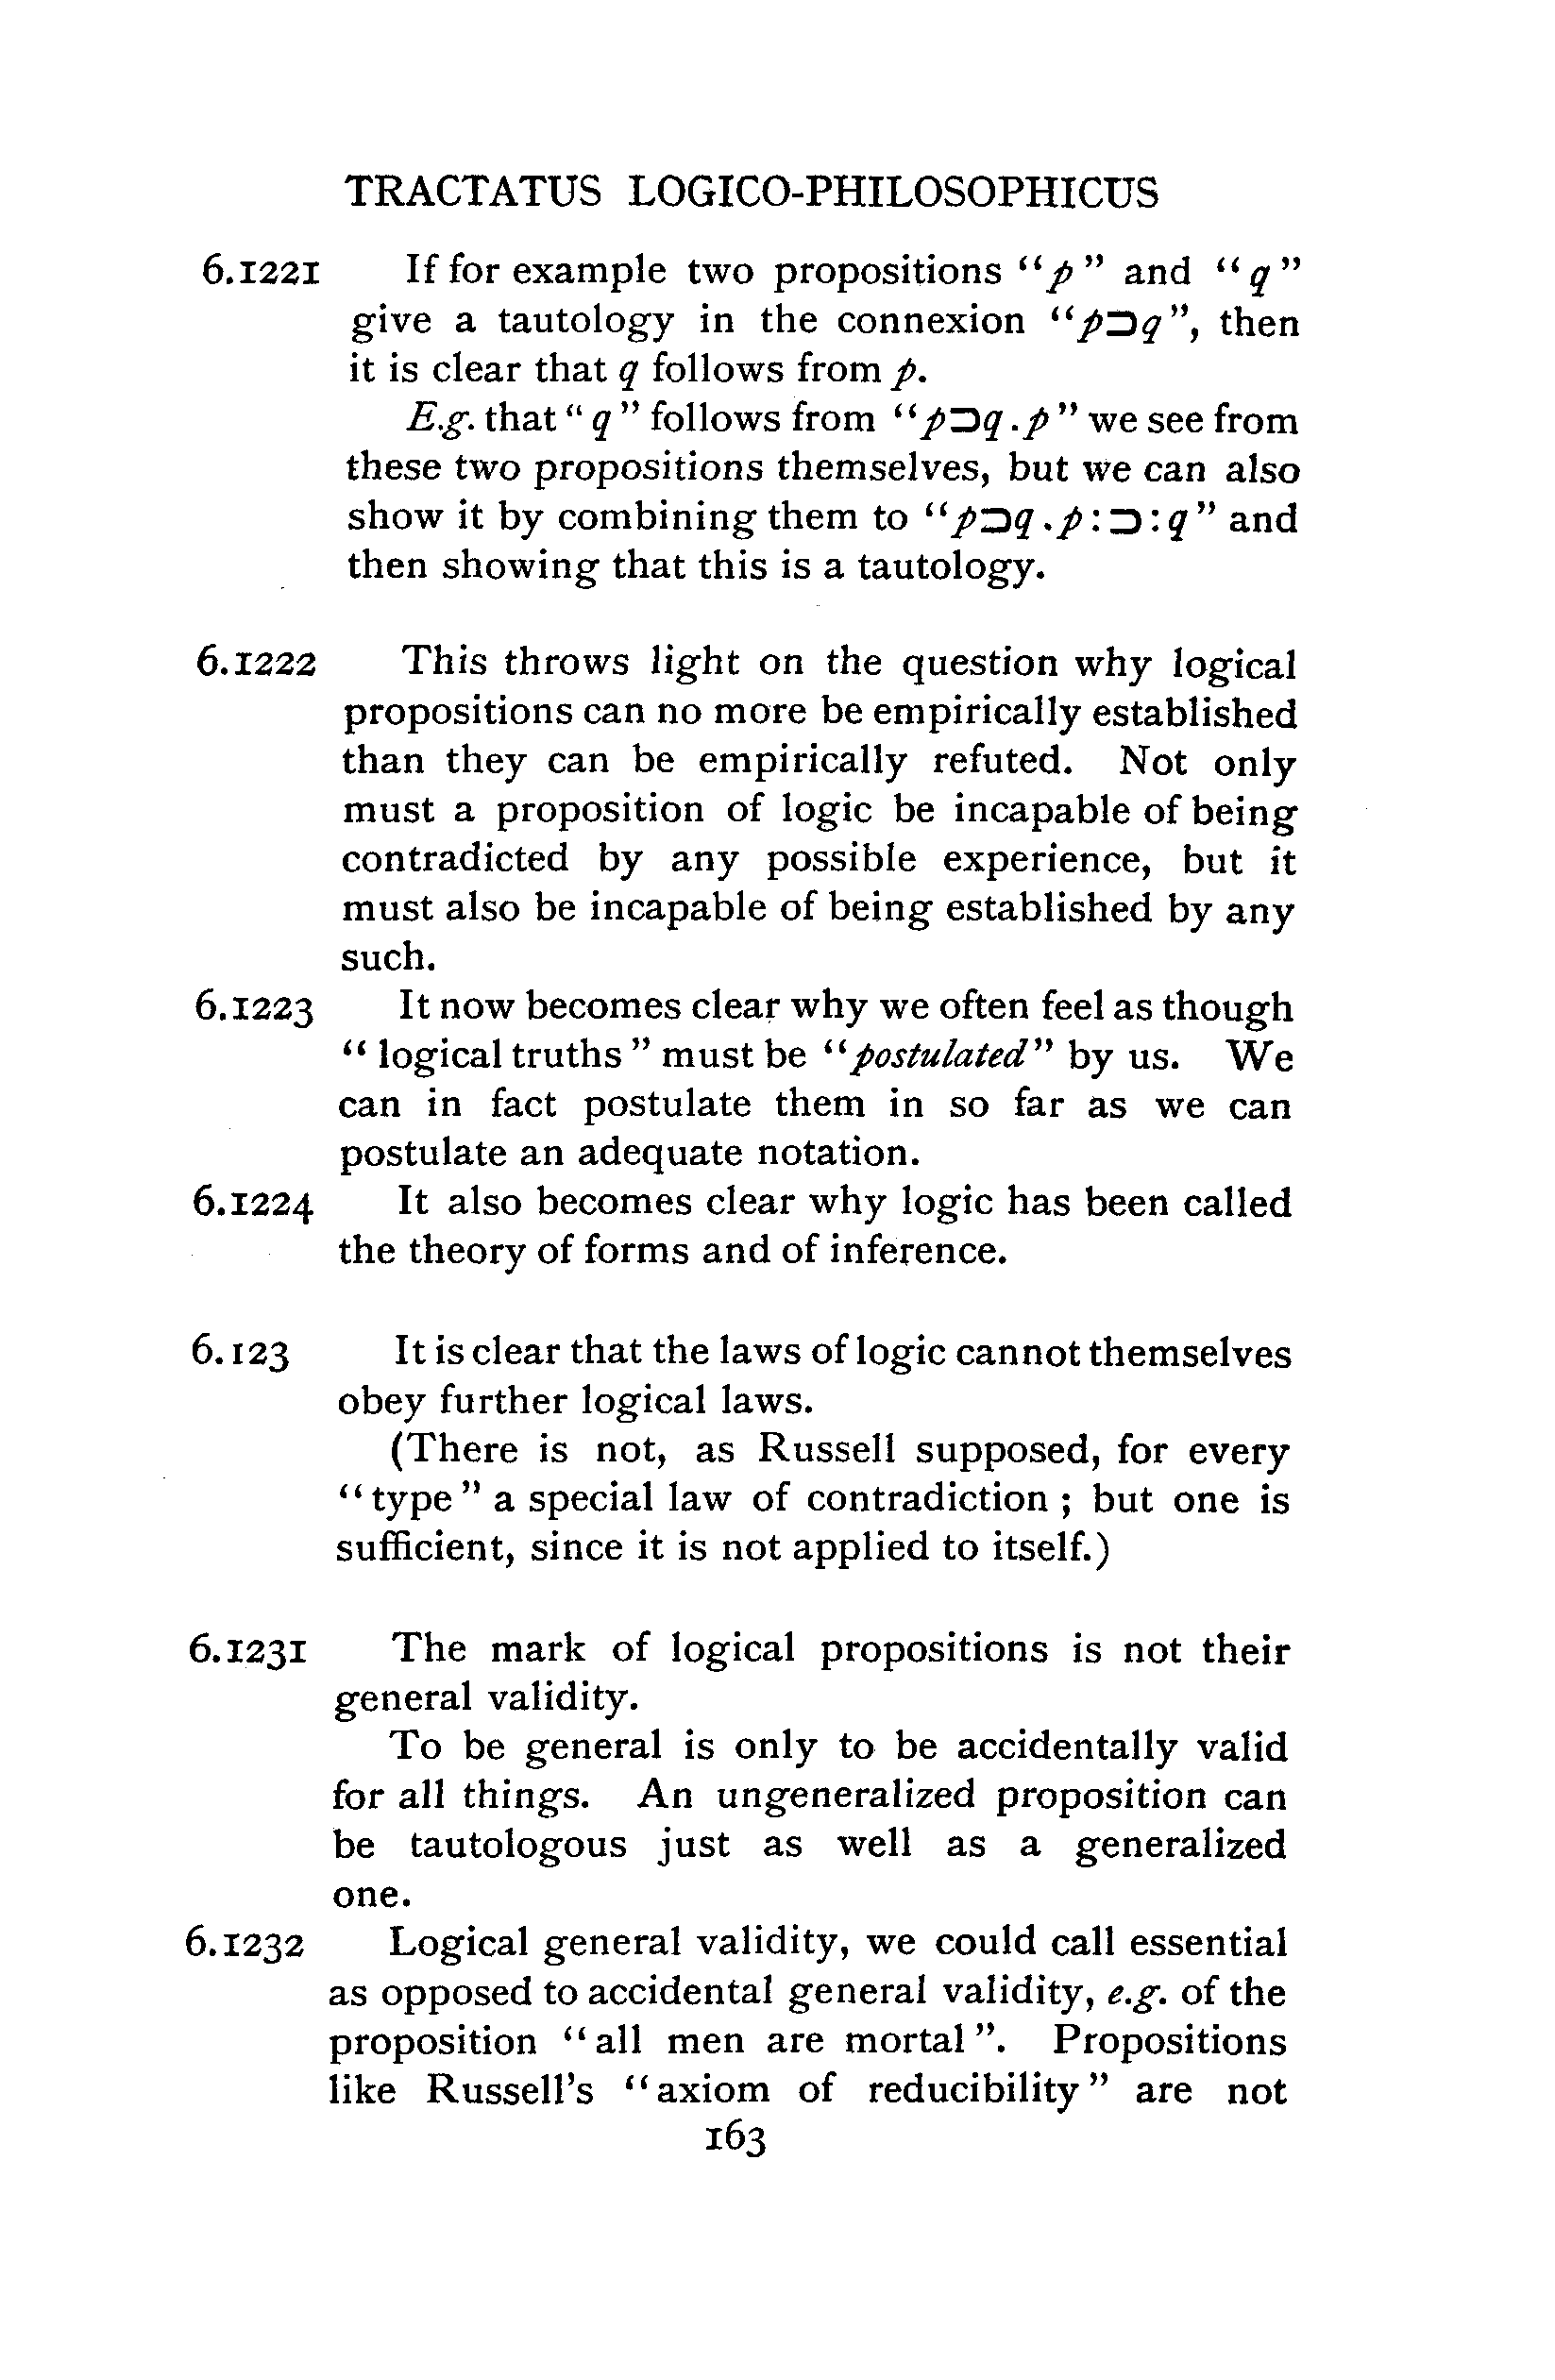 TRACTATUS LOGICO-PHILOSOPHICUS
6.1221 If for example two propositions “p” and “q”
give a tautology in the connexion “p⊃q”, then
it is clear that q follows from p.
E.g. that “q” follows from “p⊃q.p” we see from
these two propositions themselves, but we can also
show it by combining them to “p⊃q.p:⊃:q” and
then showing that this is a tautology.
6.1222 This throws light on the question why logical
propositions can no more be empirically established
than they can be empirically refuted. Not only
must a proposition of logic be incapable of being
contradicted by any possible experience, but it
must also be incapable of being established by any
such.
6.1223 It now becomes clear why we often feel as though
“logical truths” must be “postulated” by us. We
can in fact postulate them in so far as we can
postulate an adequate notation.
6.1224 It also becomes clear why logic has been called
the theory of forms and of inference.
6.123 It is clear that the laws of logic cannot themselves
obey further logical laws.
(There is not, as Russell supposed, for every
“type” a special law of contradiction; but one is
sufficient, since it is not applied to itself.)
6.1231 The mark of logical propositions is not their
general validity.
To be general is only to be accidentally valid
for all things. An ungeneralized proposition can
be tautologous just as well as a generalized
one.
6.1232 Logical general validity, we could call essential
as opposed to accidental general validity, e.g. of the
proposition “all men are mortal”. Propositions
like Russell’s “axiom of reducibility” are not
163